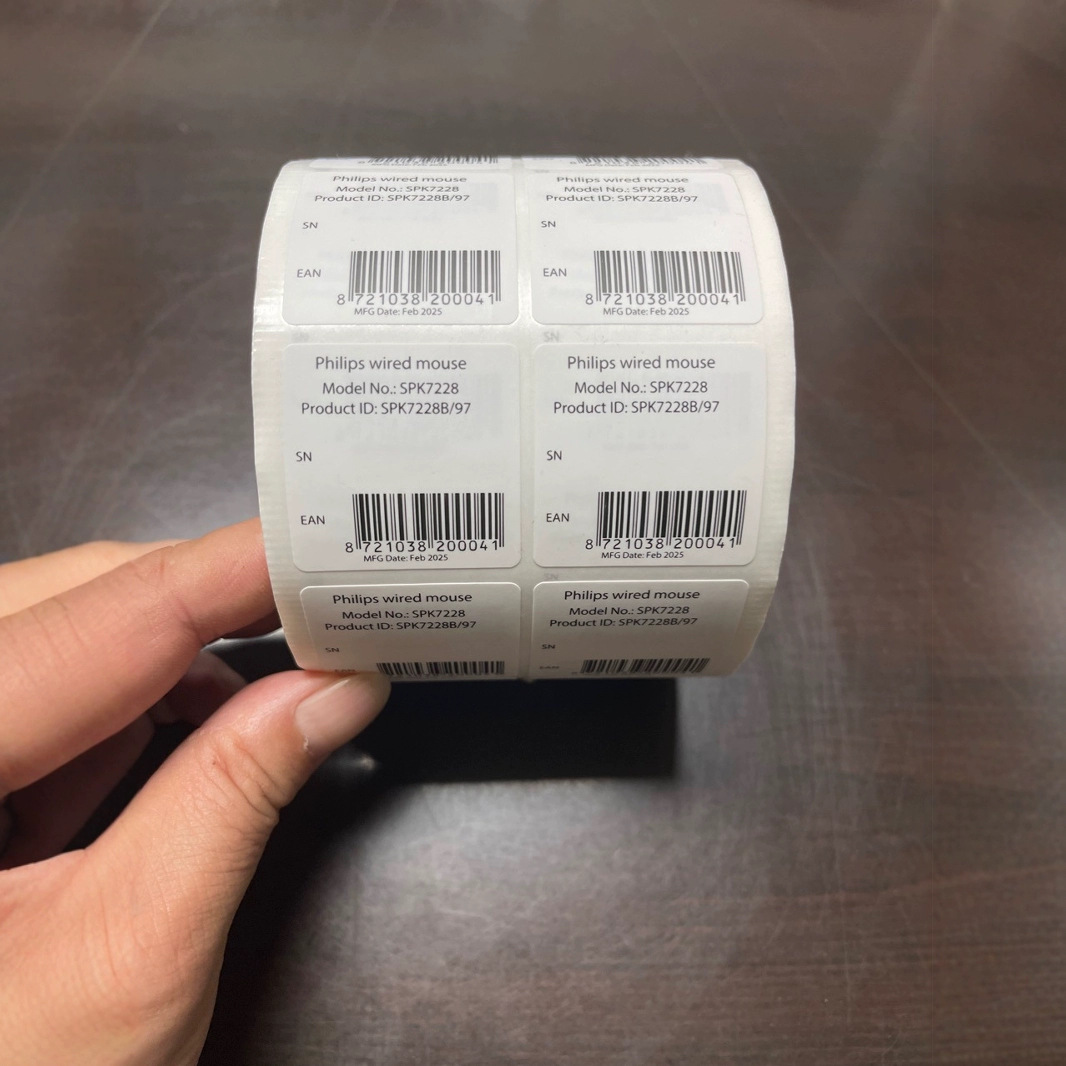 Philips wired mouse
Model No.: SPK7228
Product ID: SPK7228B/97
SN
EAN
8 721038 200041
MFG Date: Feb 2025
Philips wired mouse
Model No.: SPK7228
Product ID: SPK7228B/97
SN
EAN
8 721038 200041
MFG Date: Feb 2025
Philips wired mouse
Model No.: SPK7228
Product ID: SPK7228B/97
SN
EAN
8 721038 200041
MFG Date: Feb 2025
Philips wired mouse
Model No.: SPK7228
Product ID: SPK7228B/97
SN
EAN
8 721038 200041
MFG Date: Feb 2025
Philips wired mouse
Model No.: SPK7228
Product ID: SPK7228B/97
SN
Philips wired mouse
Model No.: SPK7228
Product ID: SPK7228B/97
SN
EAN